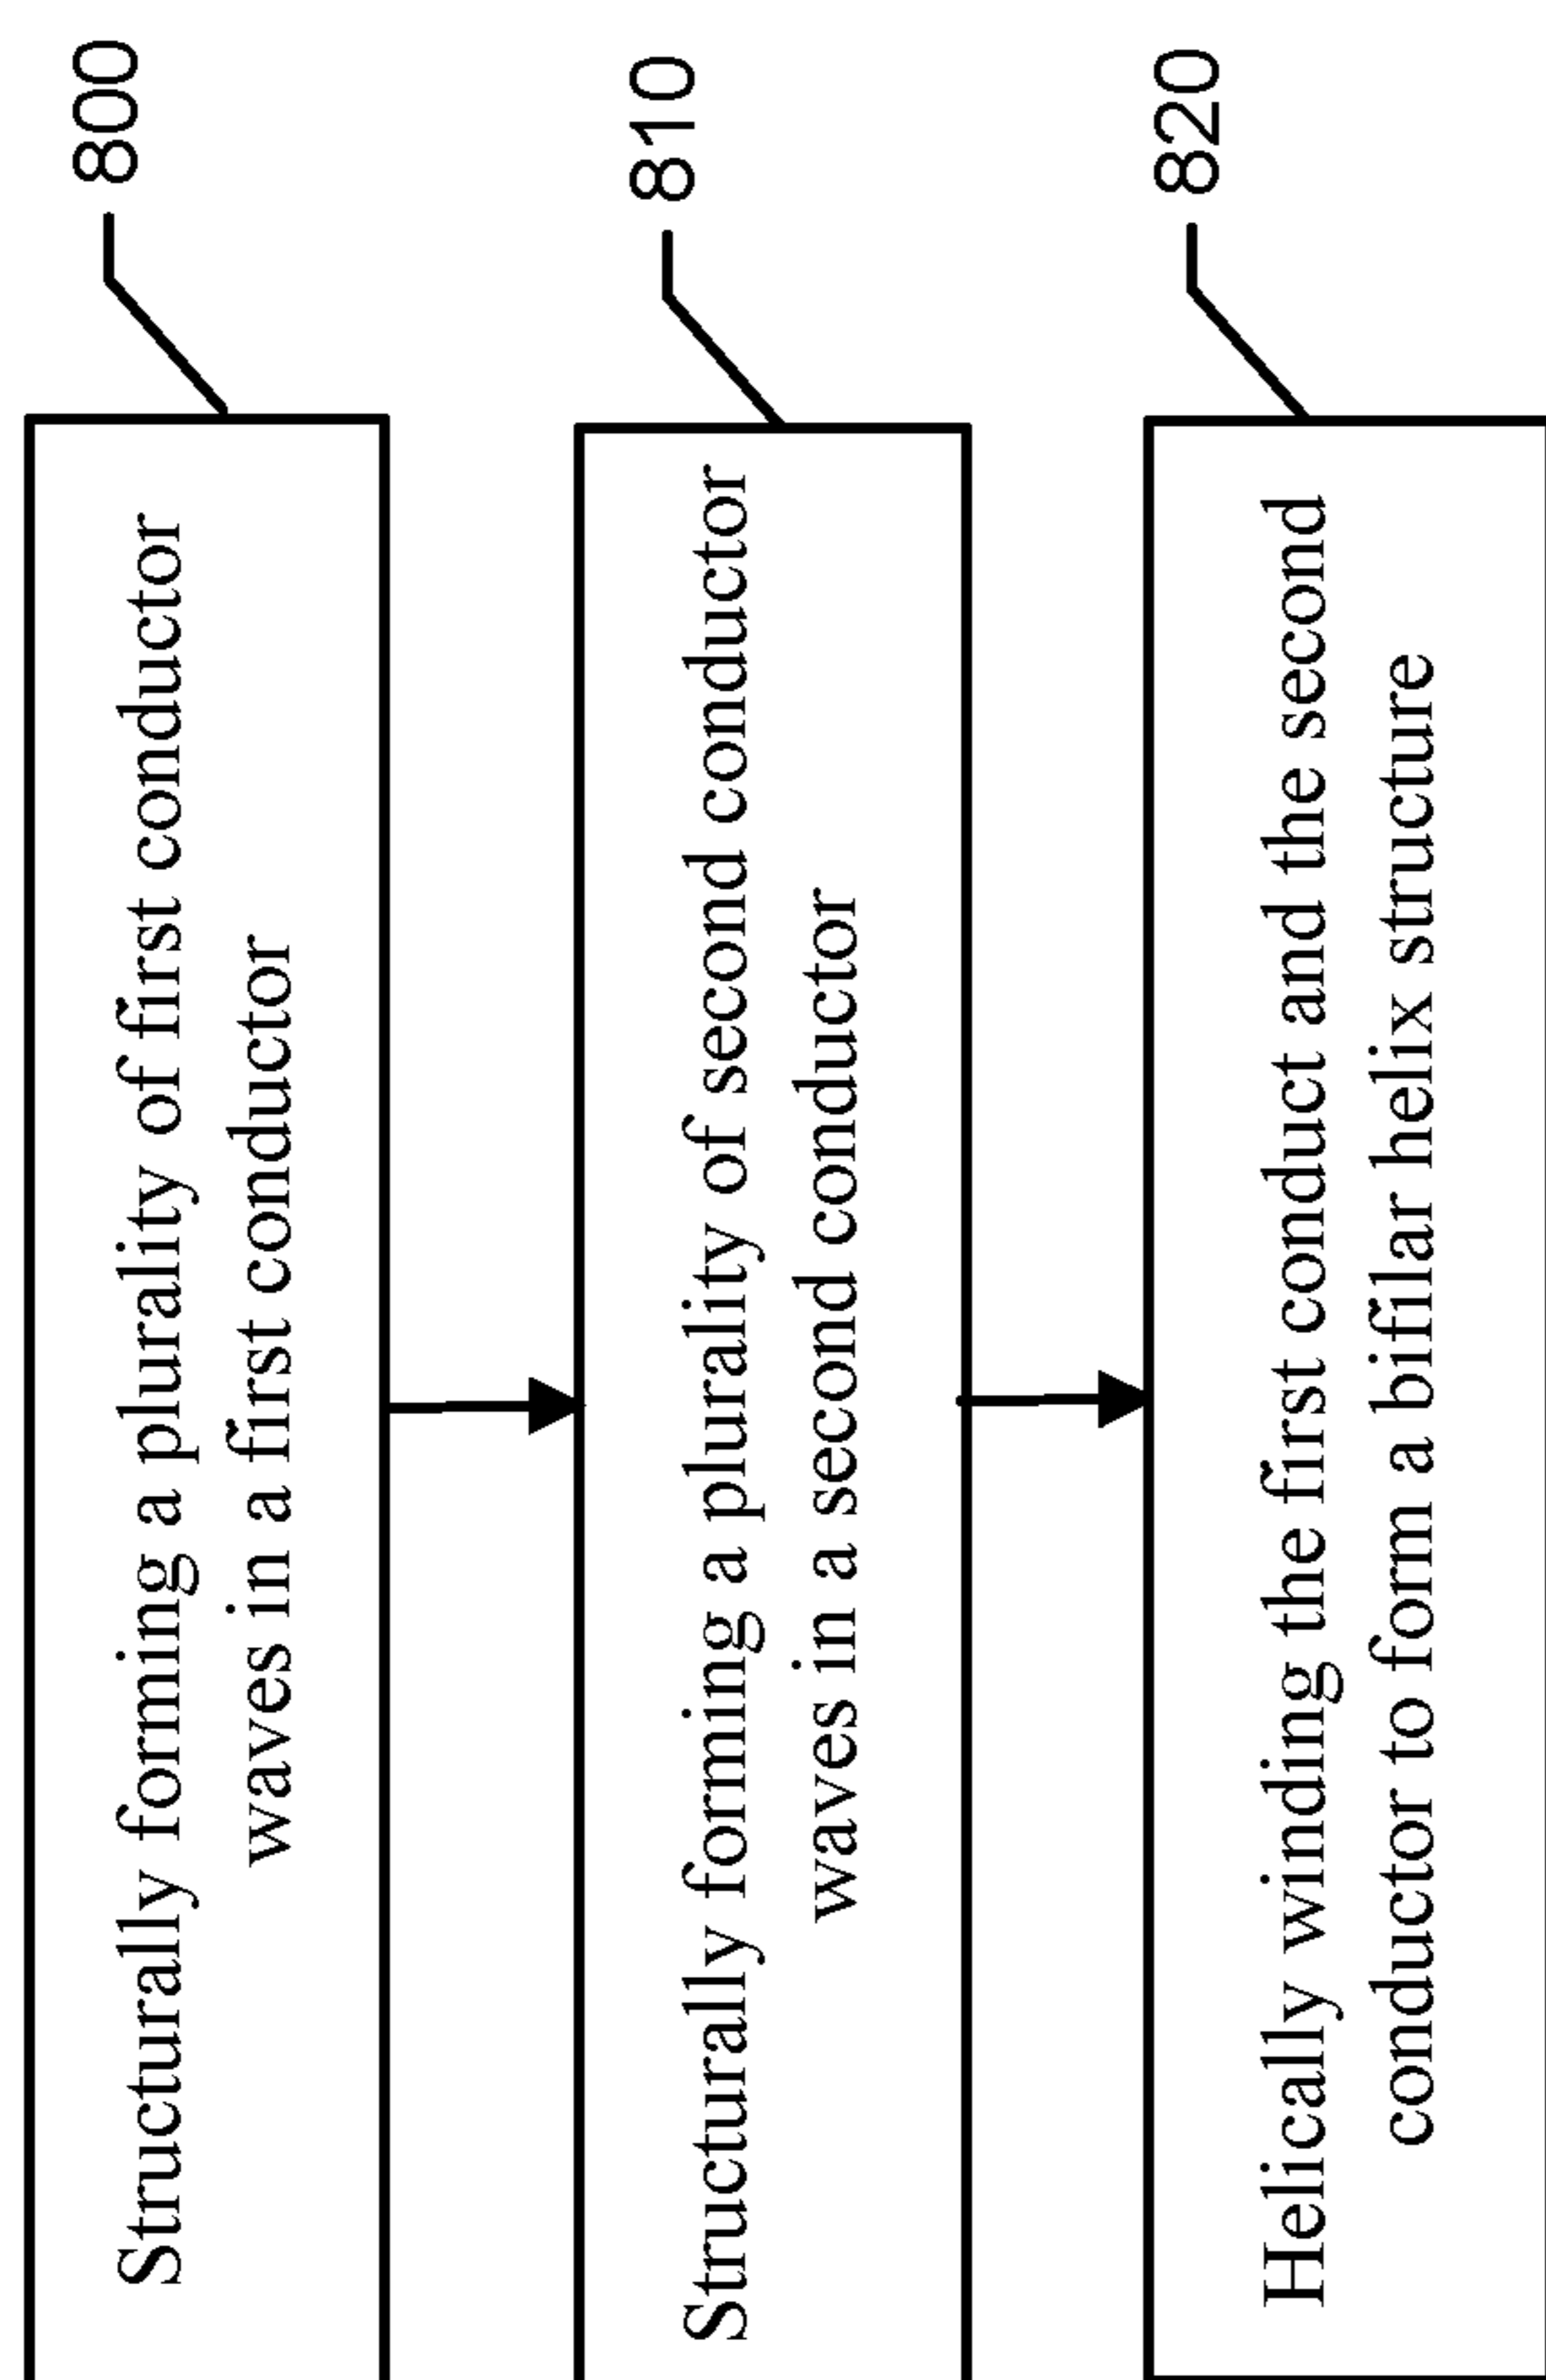 800
Structurally forming a plurality of first conductor
waves in a first conductor
810
Structurally forming a plurality of second conductor
waves in a second conductor
820
Helically winding the first conduct and the second
conductor to form a bifilar helix structure